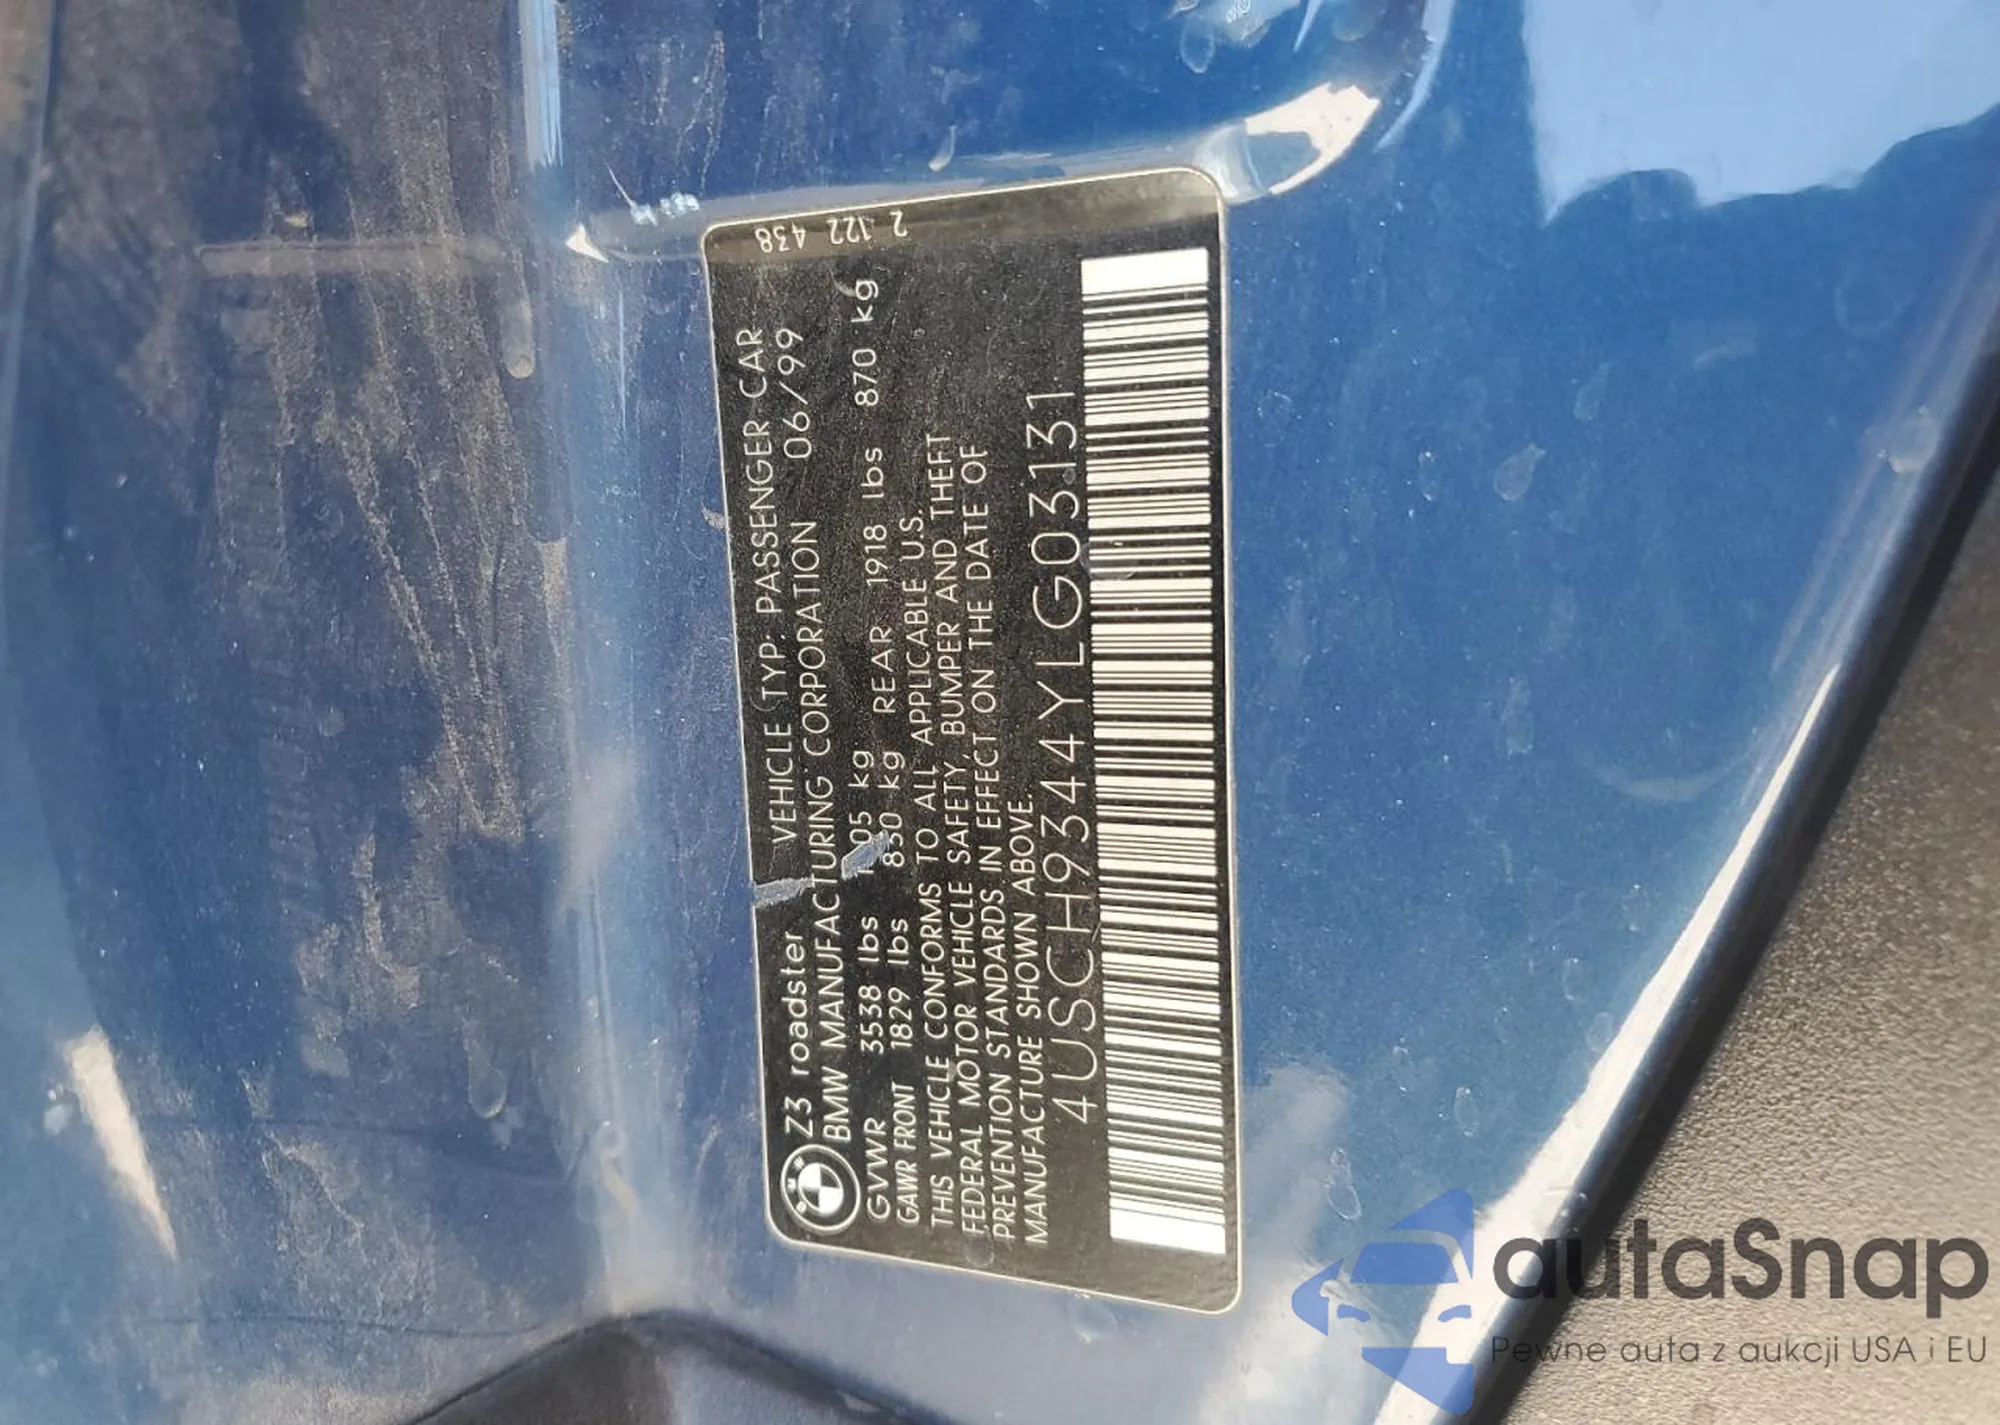 Z3 roadster VEHICLE TYP: PASSENGER CAR
BMW MANUFACTURING CORPORATION 06/99
GVWR 3538 lbs 1605 kg
GAWR FRONT 1829 lbs 830 kg REAR 1918 lbs 870 kg
THIS VEHICLE CONFORMS TO ALL APPLICABLE U.S.
FEDERAL MOTOR VEHICLE SAFETY, BUMPER AND THEFT
PREVENTION STANDARDS IN EFFECT ON THE DATE OF
MANUFACTURE SHOWN ABOVE.
4USCH9344YLG03131
2 122 438
autaSnap
Pewne auta z aukcji USA i EU